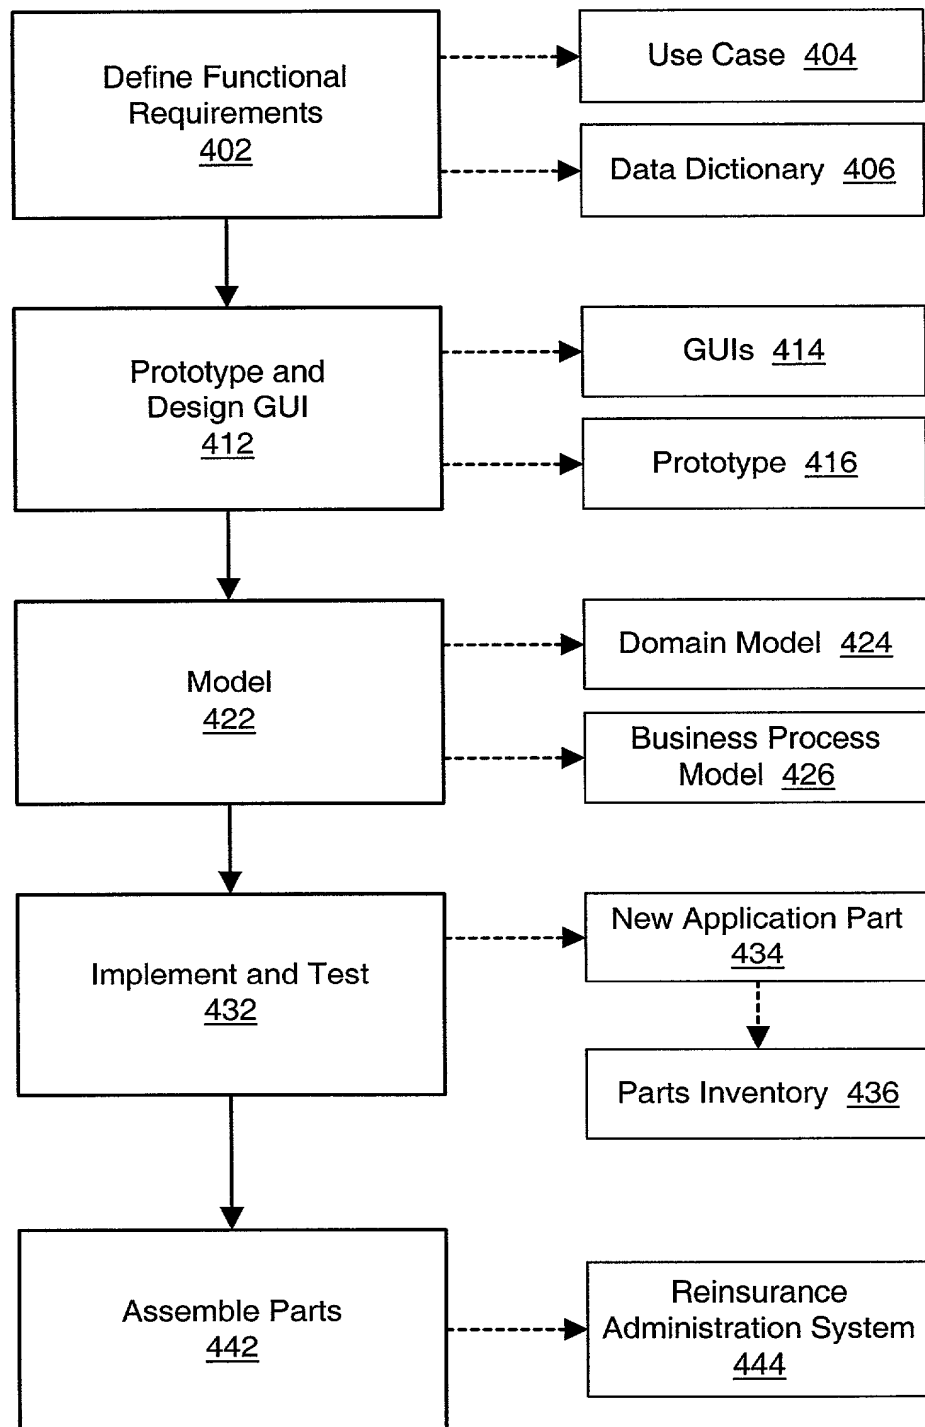 Define Functional
Requirements
402
Use Case 404
Data Dictionary 406
Prototype and
Design GUI
412
GUIs 414
Prototype 416
Model
422
Domain Model 424
Business Process
Model 426
Implement and Test
432
New Application Part
434
Parts Inventory 436
Assemble Parts
442
Reinsurance
Administration System
444